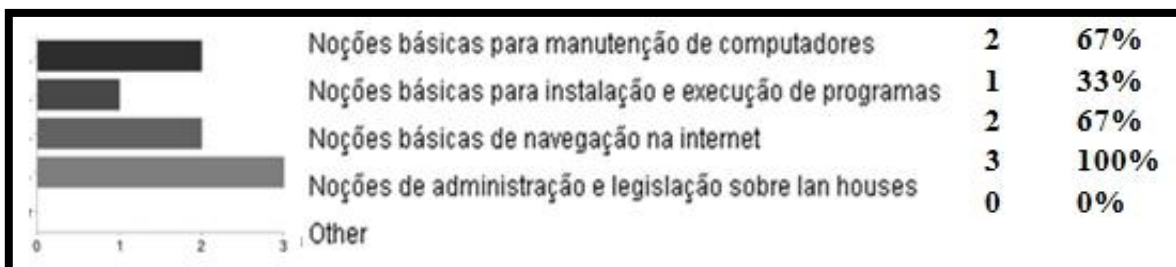 Noções básicas para manutenção de computadores 2 67%
Noções básicas para instalação e execução de programas 1 33%
Noções básicas de navegação na internet 2 67%
Noções de administração e legislação sobre lan houses 3 100%
Other 0 0%
0 1 2 3